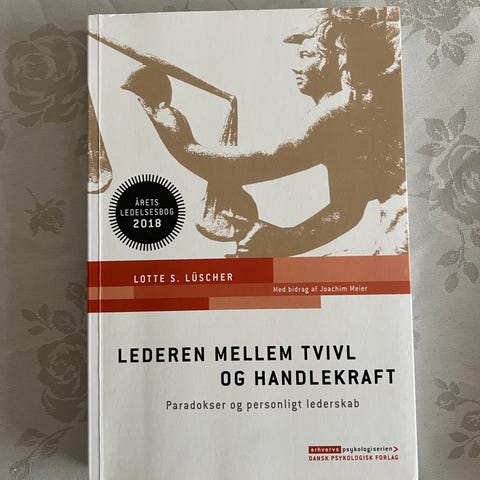 ÅRETS
LEDELSESBOG
2018
LOTTE S. LÜSCHER
Med bidrag af Joachim Meier
LEDEREN MELLEM TVIVL
OG HANDLEKRAFT
Paradokser og personligt lederskab
erhvervspsykologiserien>
DANSK PSYKOLOGISK FORLAG